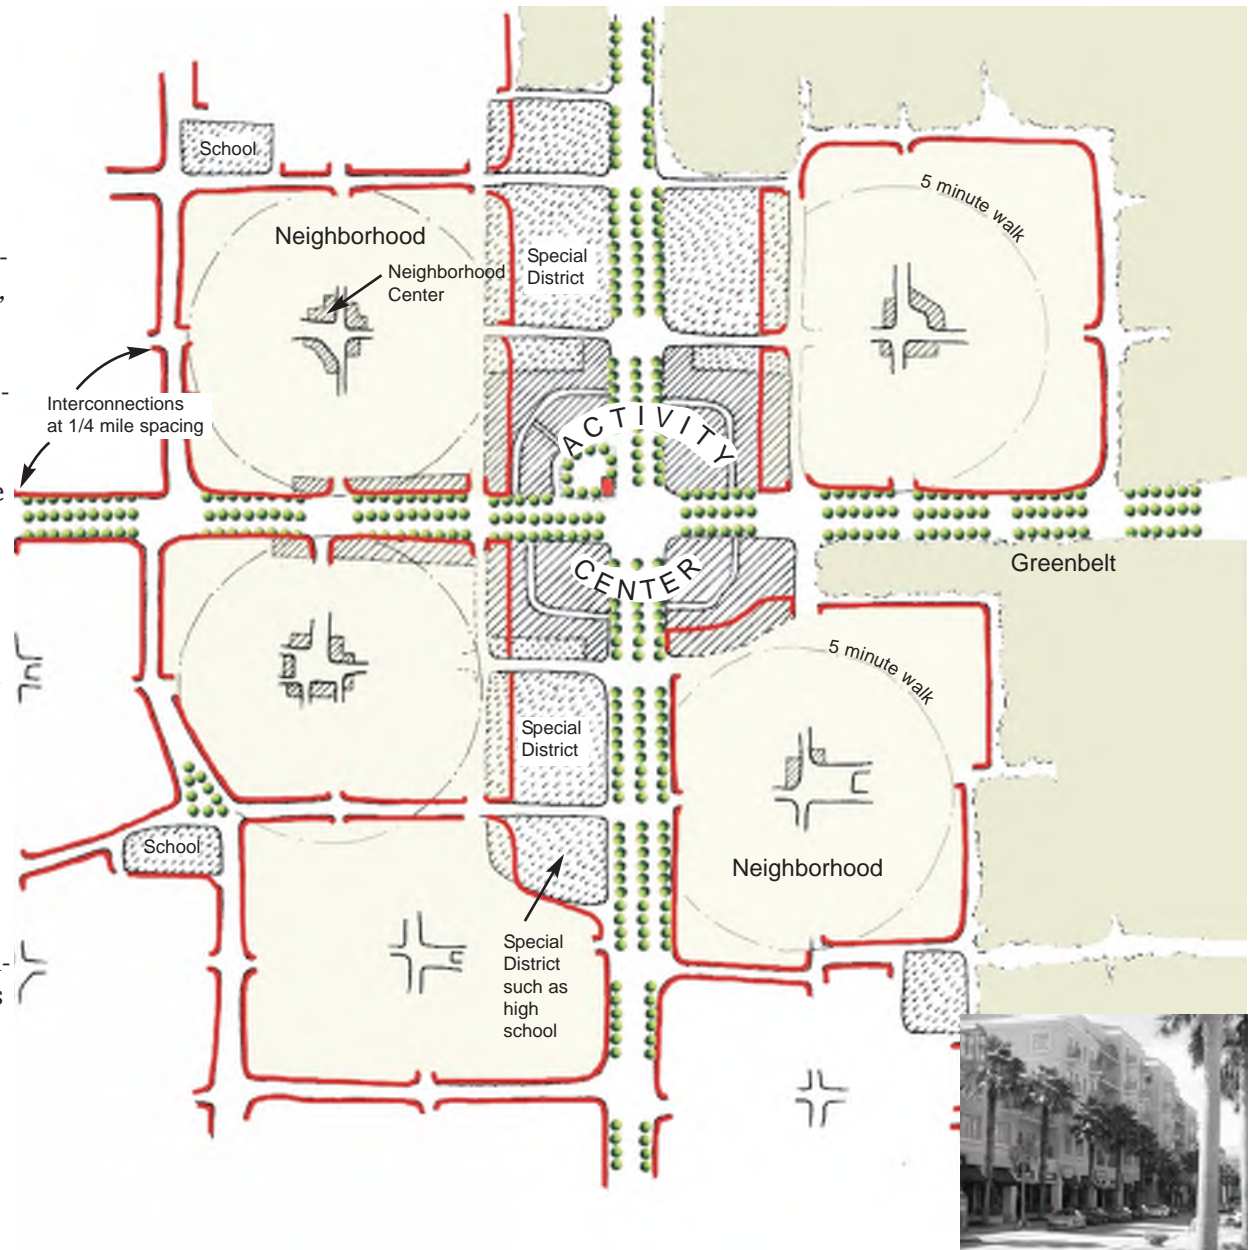 School
Neighborhood
Neighborhood
Center
Special
District
5 minute walk
Interconnections
at 1/4 mile spacing
ACTIVITY
CENTER
Greenbelt
5 minute walk
Special
District
School
Neighborhood
Special
District
such as
high
school